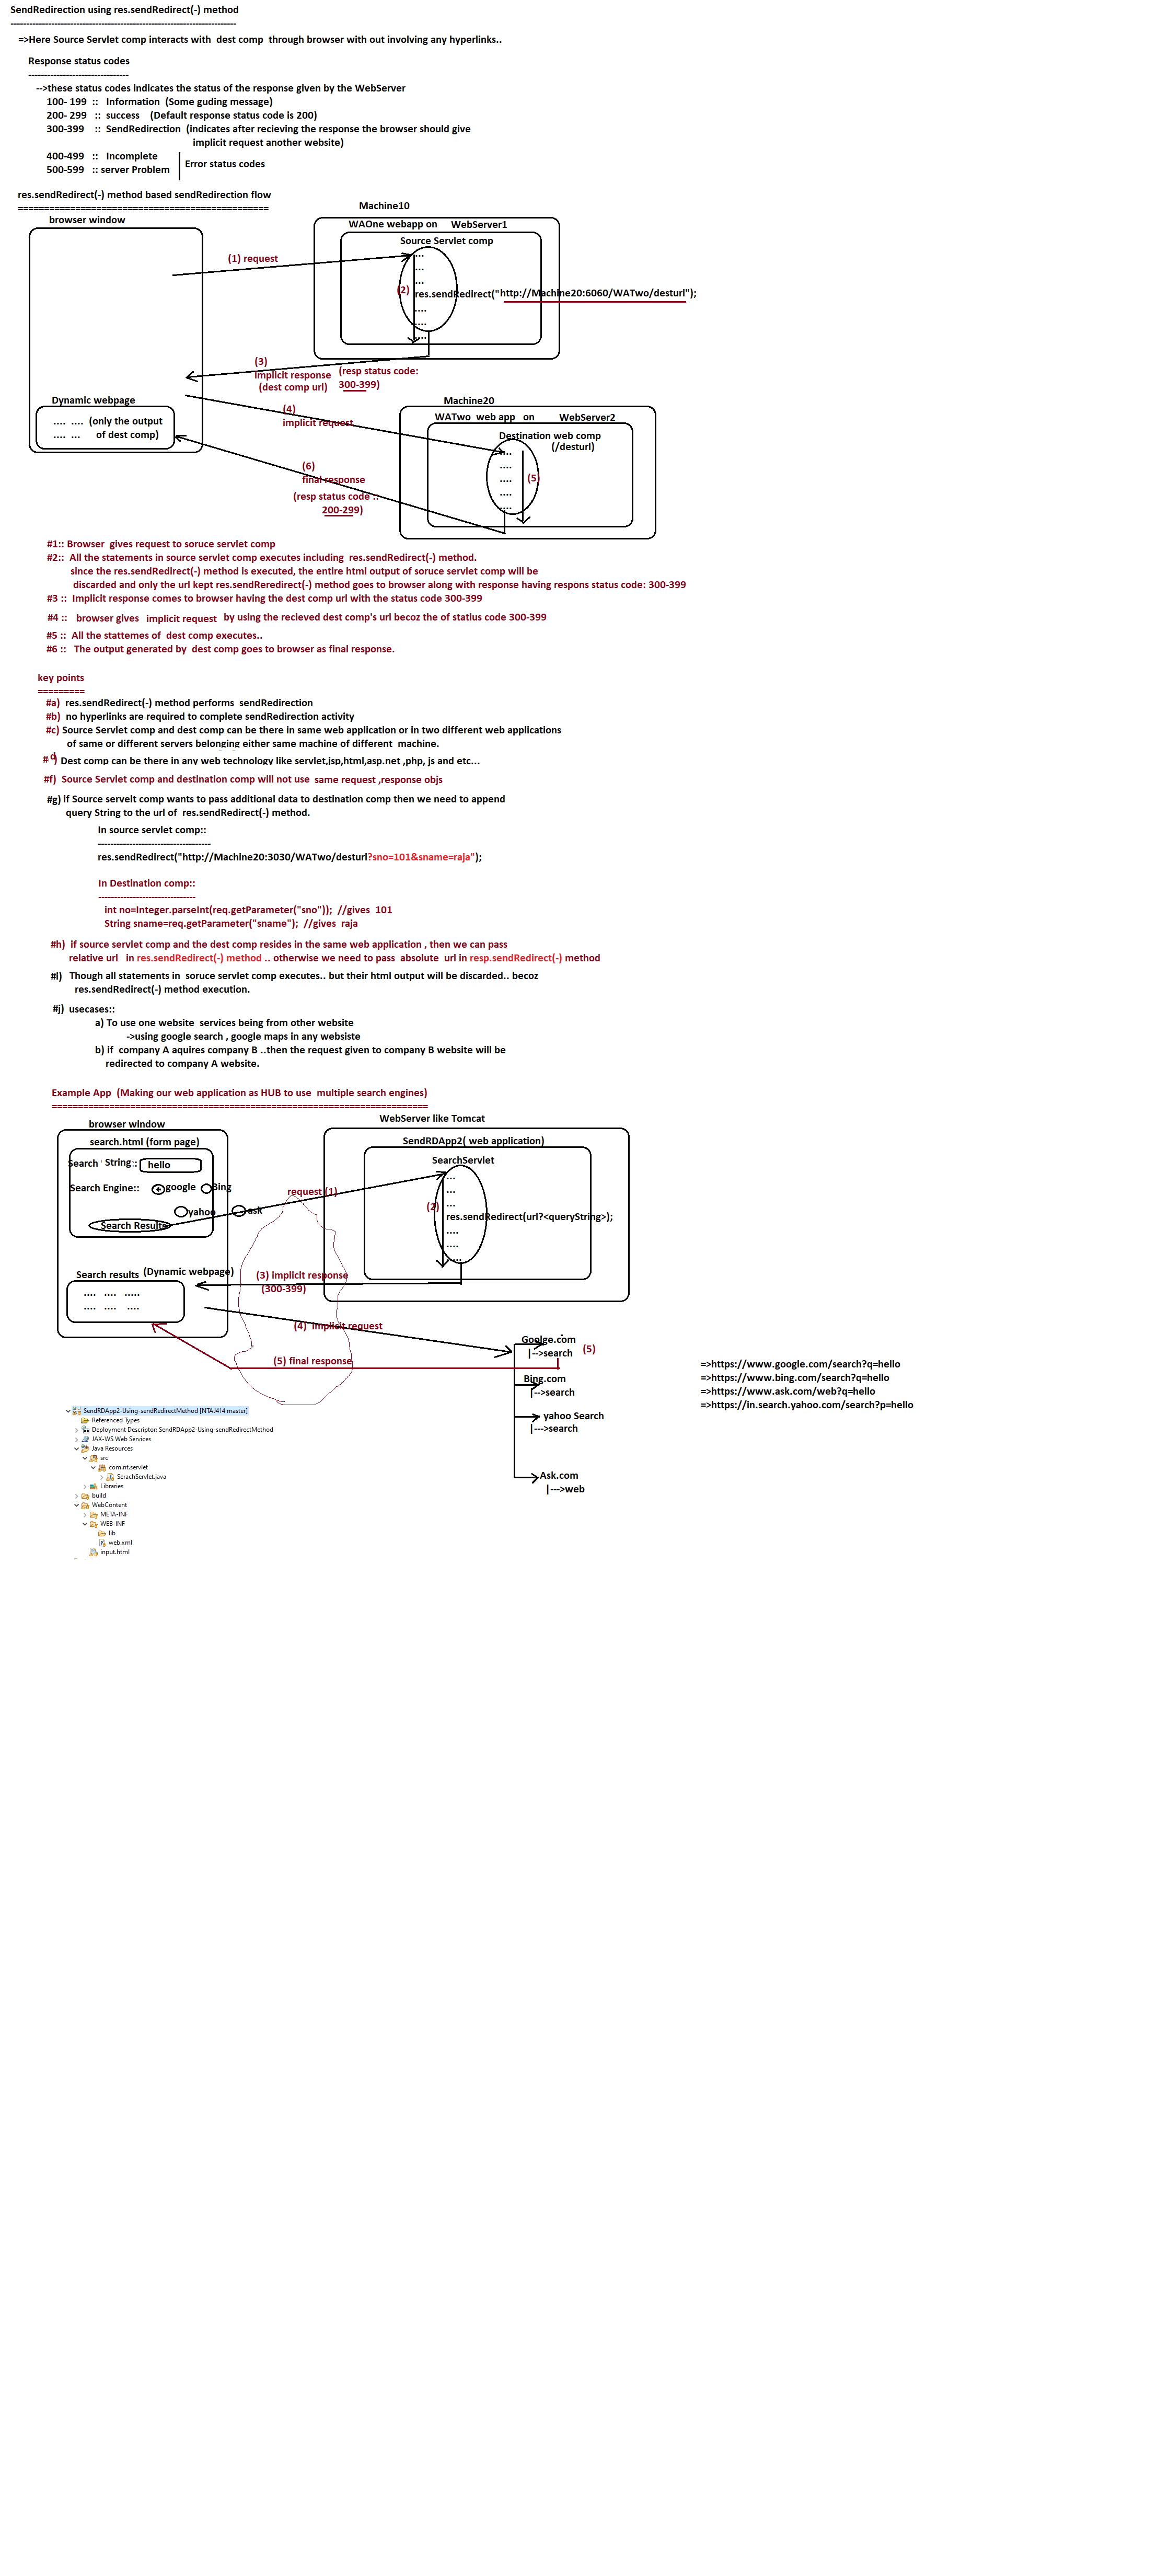 SendRedirection using res.sendRedirect(-) method
--------------------------------------------------------------------------
=>Here Source Servlet comp interacts with  dest comp  through browser with out involving any hyperlinks..
Response status codes
--------------------------------
-->these status codes indicates the status of the response given by the WebServer
100- 199  ::   Information  (Some guding message)
200- 299   ::  success    (Default response status code is 200)
300-399    ::  SendRedirection  (indicates after recieving the response the browser should give
implicit request another website)
400-499   ::   Incomplete
500-599   :: server Problem
Error status codes
res.sendRedirect(-) method based sendRedirection flow
================================================
browser window
Machine10
WAOne webapp on     WebServer1
Source Servlet comp
(1) request
...
...
...
(2)
res.sendRedirect("http://Machine20:6060/WATwo/desturl");
....
....
....
(3)
implicit response
(dest comp url)
(resp status code:
300-399)
Dynamic webpage
.... .... (only the output
.... ...      of dest comp)
(4)
implicit request
Machine20
WATwo  web app   on         WebServer2
Destination web comp
(/desturl)
....
....
....
....
....
(5)
(6)
final response
(resp status code ::
200-299)
#1:: Browser  gives request to soruce servlet comp
#2::  All the statements in source servlet comp executes including  res.sendRedirect(-) method.
since the res.sendRedirect(-) method is executed, the entire html output of soruce servlet comp will be
discarded and only the url kept res.sendReredirect(-) method goes to browser along with response having respons status code: 300-399
#3 ::  Implicit response comes to browser having the dest comp url with the status code 300-399
#4 ::   browser gives  implicit request  by using the recieved dest comp's url becoz the of statius code 300-399
#5 ::  All the stattemes of  dest comp executes..
#6 ::   The output generated by  dest comp goes to browser as final response.
key points
=========
#a)  res.sendRedirect(-) method performs  sendRedirection
#b)  no hyperlinks are required to complete sendRedirection activity
#c) Source Servlet comp and dest comp can be there in same web application or in two different web applications
of same or different servers belonging either same machine of different  machine.
#d) Dest comp can be there in any web technology like servlet,jsp,html,asp.net ,php, js and etc...
#f)  Source Servlet comp and destination comp will not use  same request ,response objs
#g) if Source servelt comp wants to pass additional data to destination comp then we need to append
query String to the url of  res.sendRedirect(-) method.
In source servlet comp::
------------------------------------
res.sendRedirect("http://Machine20:3030/WATwo/desturl?sno=101&sname=raja");
In Destination comp::
-------------------------------
int no=Integer.parseInt(req.getParameter("sno"));  //gives  101
String sname=req.getParameter("sname");  //gives  raja
#h)  if source servlet comp and the dest comp resides in the same web application , then we can pass
relative url   in res.sendRedirect(-) method .. otherwise we need to pass  absolute  url in resp.sendRedirect(-) method
#i)   Though all statements in  soruce servlet comp executes.. but their html output will be discarded.. becoz
res.sendRedirect(-) method execution.
#j)  usecases::
a) To use one website  services being from other website
->using google search , google maps in any websiste
b) if  company A aquires company B ..then the request given to company B website will be
redirected to company A website.
Example App  (Making our web application as HUB to use  multiple search engines)
========================================================================
browser window
WebServer like Tomcat
search.html (form page)
SendRDApp2( web application)
Search String::  hello
SearchServlet
Search Engine::  google  Bing
yahoo  ask
Search Results
request (1)
...
...
...
(2)
res.sendRedirect(url?<queryString>);
....
....
....
Search results  (Dynamic webpage)
.... .... .....
.... .... ....
(3) implicit response
(300-399)
(4)  implicit request
(5) final response
Goolge.com
|-->search
(5)
Bing.com
|-->search
yahoo Search
|--->search
Ask.com
|--->web
=>https://www.google.com/search?q=hello
=>https://www.bing.com/search?q=hello
=>https://www.ask.com/web?q=hello
=>https://in.search.yahoo.com/search?p=hello
SendRDApp2-Using-sendRedirectMethod [NTAJ414 master]
Referenced Types
Deployment Descriptor: SendRDApp2-Using-sendRedirectMethod
JAX-WS Web Services
Java Resources
src
com.nt.servlet
SerachServlet.java
Libraries
build
WebContent
META-INF
WEB-INF
lib
web.xml
input.html